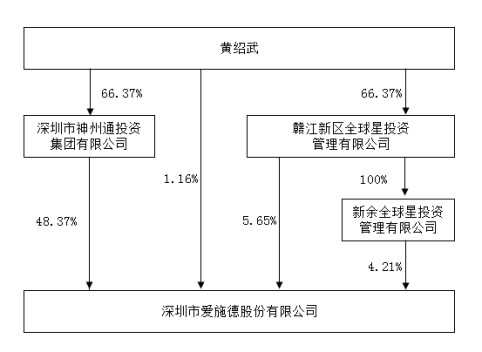 黄绍武
66.37%
66.37%
深圳市神州通投资
集团有限公司
赣江新区全球星投资
管理有限公司
1.16%
100%
48.37%
5.65%
新余全球星投资
管理有限公司
4.21%
深圳市爱施德股份有限公司